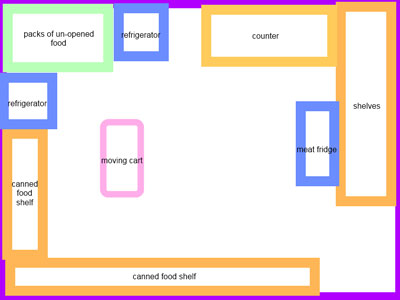 packs of un-opened
food
refrigerator
counter
refrigerator
shelves
meat fridge
moving cart
canned
food
shelf
canned food shelf